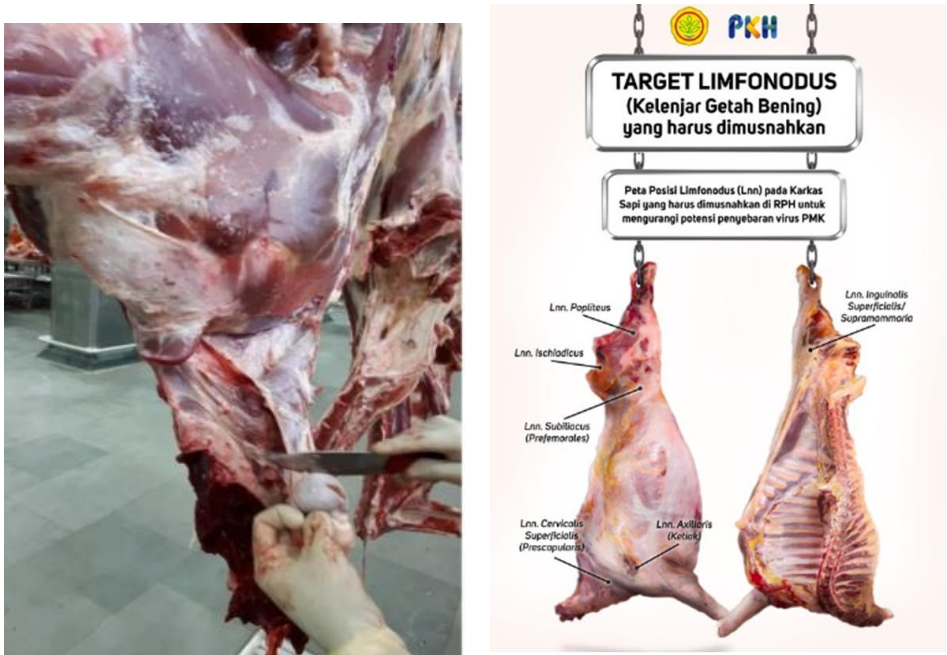 PKH
TARGET LIMFONODUS
(Kelenjar Getah Bening)
yang harus dimusnahkan
Peta Posisi Limfonodus (Lnn) pada Karkas
Sapi yang harus dimusnahkan di RPH untuk
mengurangi potensi penyebaran virus PMK
Lnn. Popliteus
Lnn. Ischiadicus
Lnn. Subiliacus
(Prefemorales)
Lnn. Cervicalis
Superficialis
(Prescapularis)
Lnn. Axiliaris
(Ketiak)
Lnn. Inguinalis
Superficialis/
Supramammaria